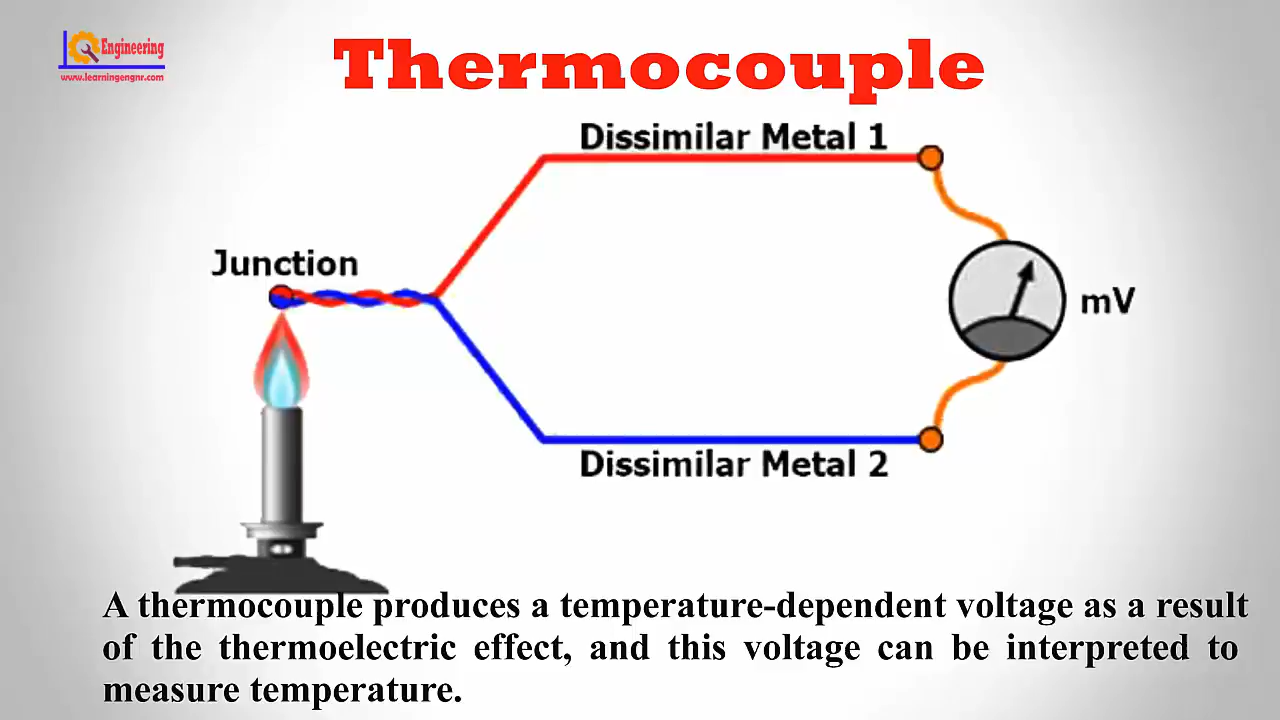 Engineering
www.learningengnr.com
Thermocouple
Dissimilar Metal 1
Junction
mV
Dissimilar Metal 2
A thermocouple produces a temperature-dependent voltage as a result
of the thermoelectric effect, and this voltage can be interpreted to
measure temperature.